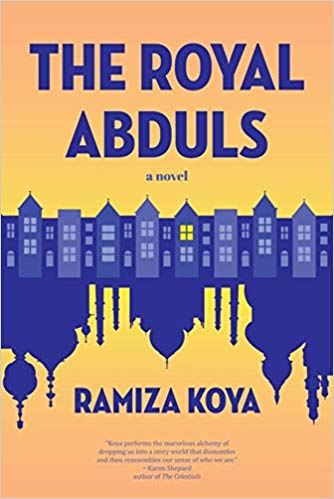 THE ROYAL
ABDULS
a novel
RAMIZA KOYA
"Koya performs the marvelous alchemy of
dropping us into a story world that dismantles
and then reassembles our sense of who we are."
—Karen Shepard
author of The Celestials